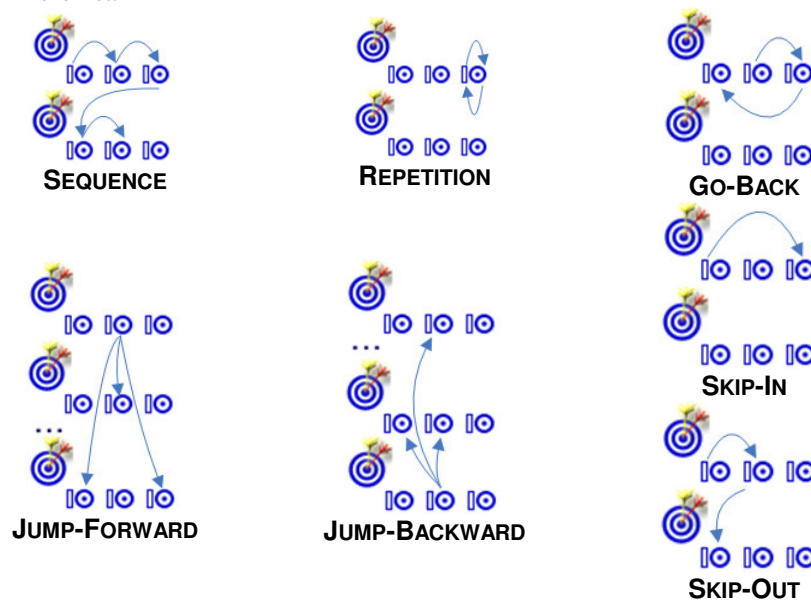 SEQUENCE
REPETITION
GO-BACK
SKIP-IN
JUMP-FORWARD
JUMP-BACKWARD
SKIP-OUT